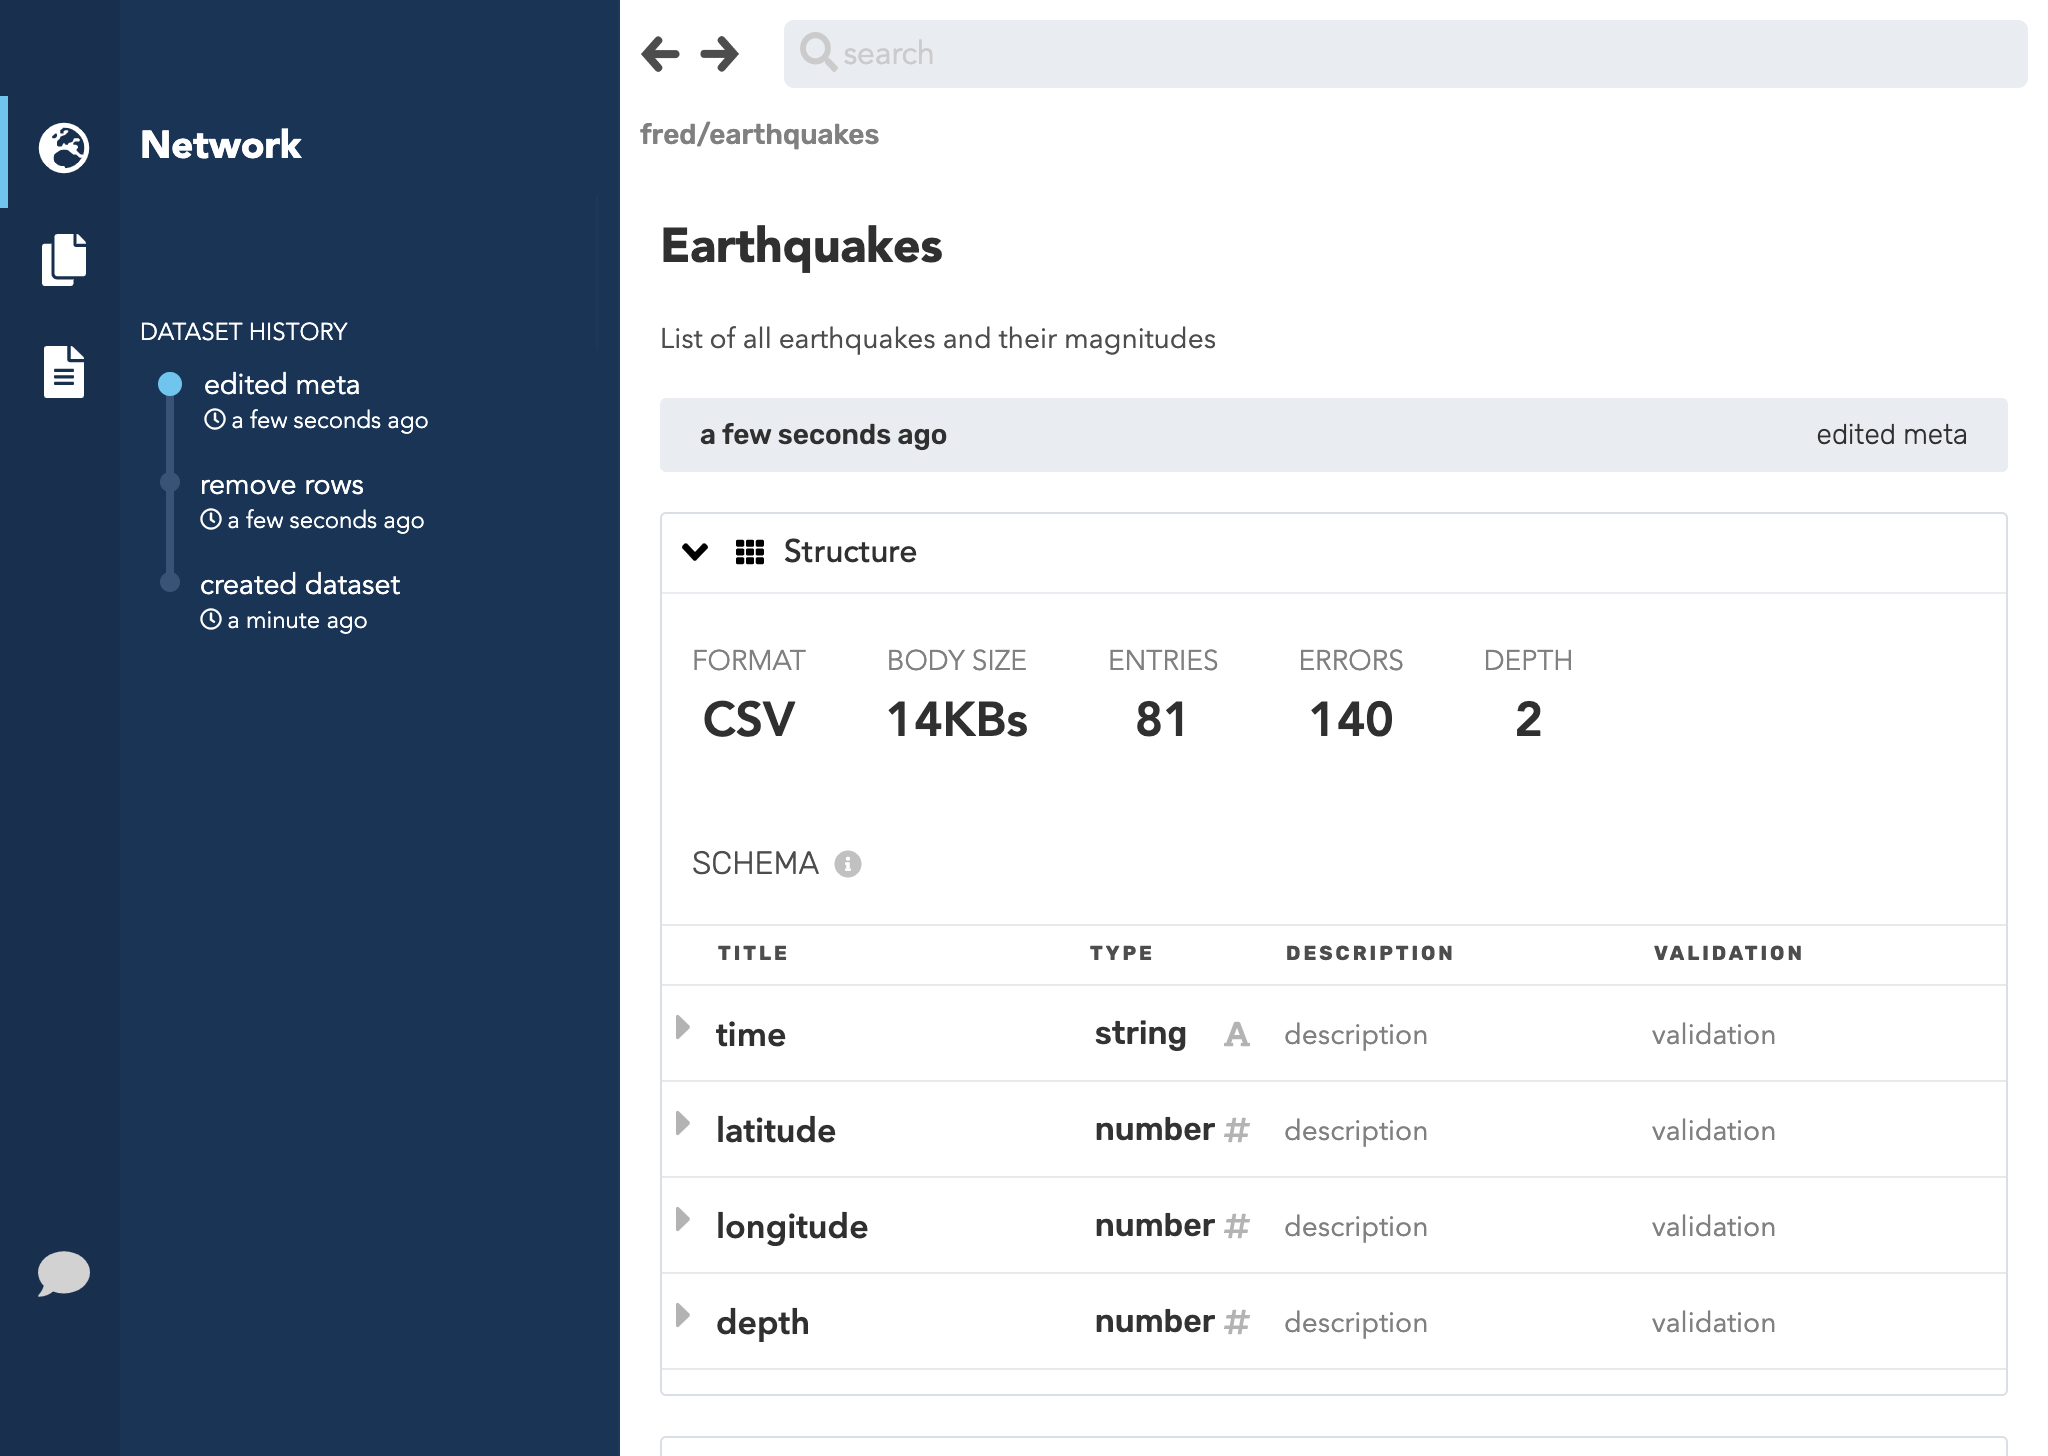 Network
DATASET HISTORY
edited meta
a few seconds ago
remove rows
a few seconds ago
created dataset
a minute ago
search
fred/earthquakes
Earthquakes
List of all earthquakes and their magnitudes
a few seconds ago edited meta
Structure
FORMAT BODY SIZE ENTRIES ERRORS DEPTH
CSV 14KBs 81 140 2
SCHEMA
TITLE TYPE DESCRIPTION VALIDATION
time string A description validation
latitude number # description validation
longitude number # description validation
depth number # description validation